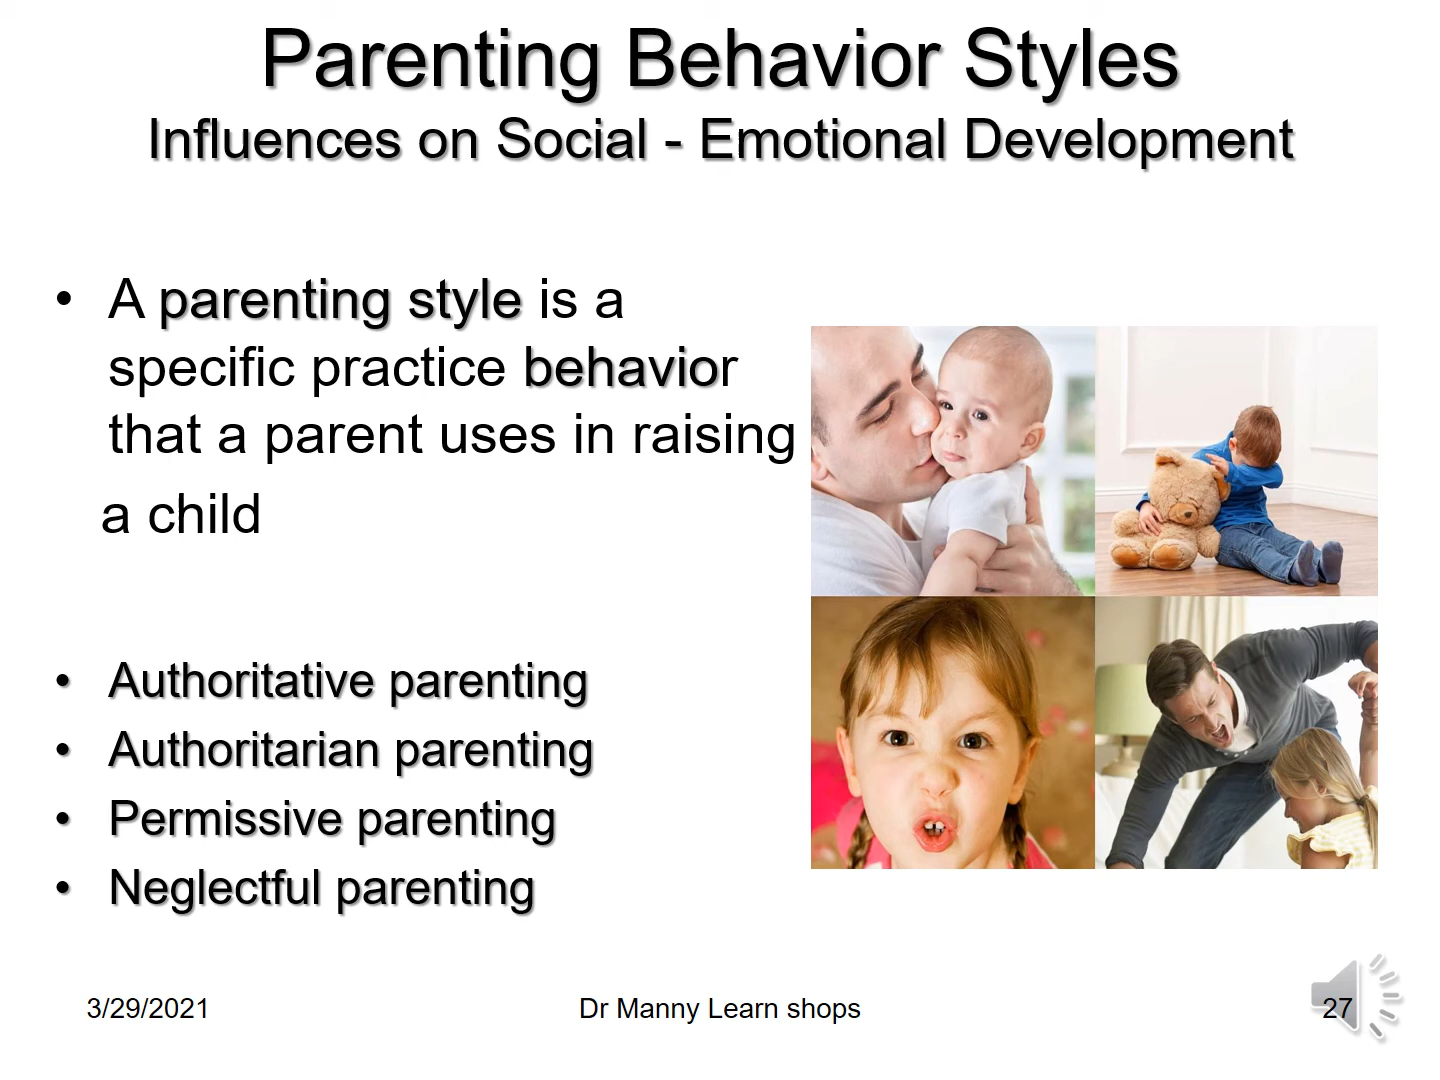 Parenting Behavior Styles
Influences on Social - Emotional Development
• A parenting style is a
specific practice behavior
that a parent uses in raising
a child
• Authoritative parenting
• Authoritarian parenting
• Permissive parenting
• Neglectful parenting
3/29/2021
Dr Manny Learn shops
27